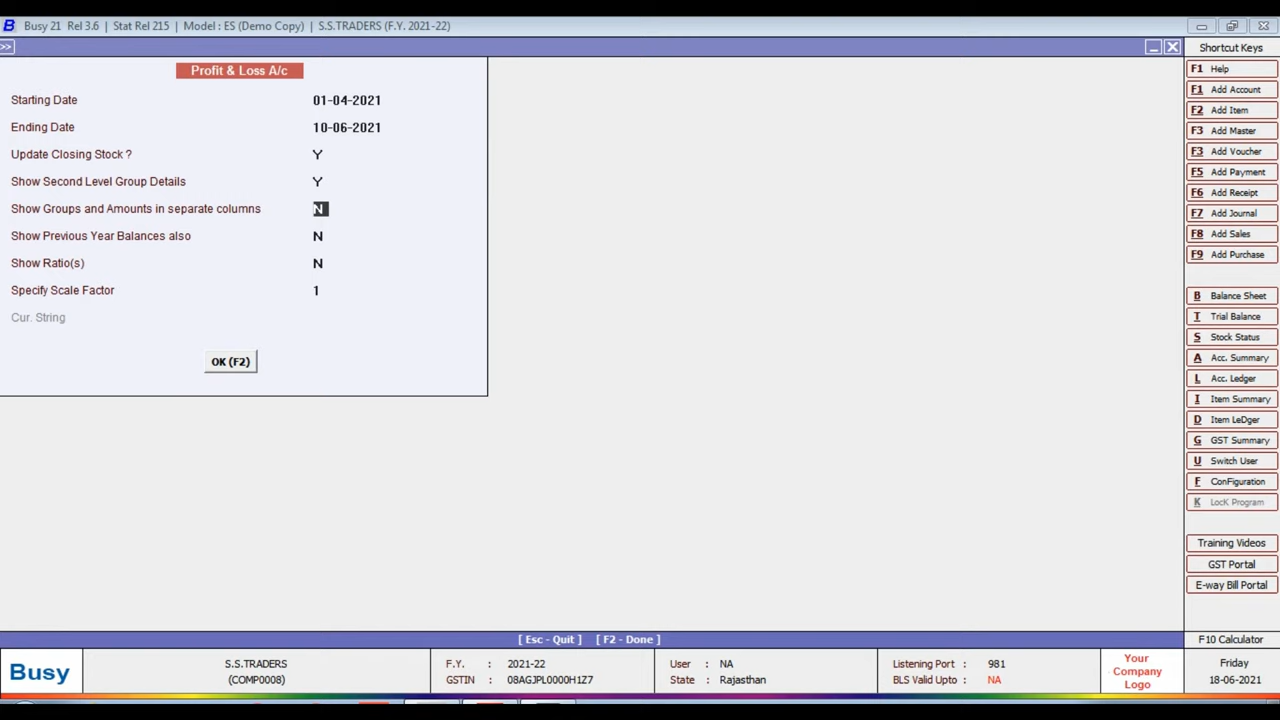 B Busy 21 Rel 3.6 | Stat Rel 215 | Model : ES (Demo Copy) | S.S.TRADERS (F.Y. 2021-22)
>>
Shortcut Keys
Profit & Loss A/c
Starting Date 01-04-2021
Ending Date 10-06-2021
Update Closing Stock ? Y
Show Second Level Group Details Y
Show Groups and Amounts in separate columns N
Show Previous Year Balances also N
Show Ratio(s) N
Specify Scale Factor 1
Cur. String
OK (F2)
F1 Help
F1 Add Account
F2 Add Item
F3 Add Master
F3 Add Voucher
F5 Add Payment
F6 Add Receipt
F7 Add Journal
F8 Add Sales
F9 Add Purchase
B Balance Sheet
T Trial Balance
S Stock Status
A Acc. Summary
L Acc. Ledger
I Item Summary
D Item LeDger
G GST Summary
U Switch User
F ConFiguration
K LocK Program
Training Videos
GST Portal
E-way Bill Portal
[ Esc - Quit ] [ F2 - Done ]
F10 Calculator
Busy
S.S.TRADERS
(COMP0008)
F.Y. : 2021-22
GSTIN : 08AGJPL0000H1Z7
User : NA
State : Rajasthan
Listening Port : 981
BLS Valid Upto : NA
Your
Company
Logo
Friday
18-06-2021